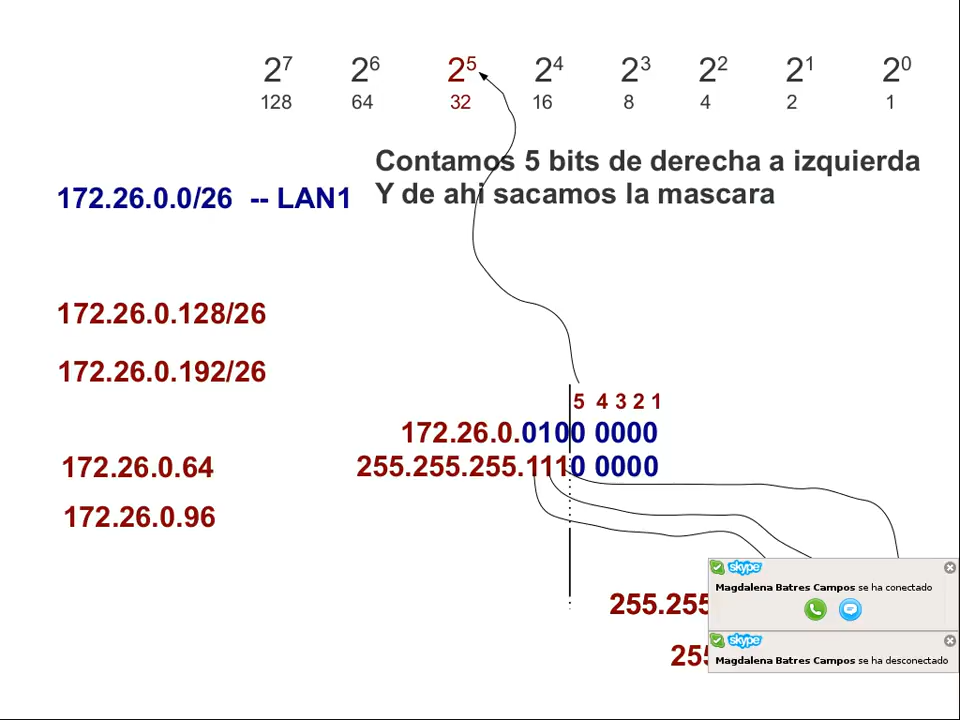 2⁷ 2⁶ 2⁵ 2⁴ 2³ 2² 2¹ 2⁰
128 64 32 16 8 4 2 1
Contamos 5 bits de derecha a izquierda
Y de ahi sacamos la mascara
172.26.0.0/26 -- LAN1
172.26.0.128/26
172.26.0.192/26
5 4 3 2 1
172.26.0.0100 0000
255.255.255.1110 0000
172.26.0.64
172.26.0.96
skype
Magdalena Batres Campos se ha conectado
255.255
skype
Magdalena Batres Campos se ha desconectado